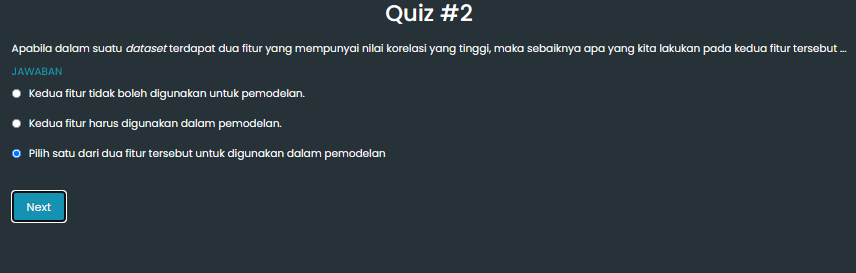 Quiz #2
Apabila dalam suatu dataset terdapat dua fitur yang mempunyai nilai korelasi yang tinggi, maka sebaiknya apa yang kita lakukan pada kedua fitur tersebut ...
JAWABAN
Kedua fitur tidak boleh digunakan untuk pemodelan.
Kedua fitur harus digunakan dalam pemodelan.
Pilih satu dari dua fitur tersebut untuk digunakan dalam pemodelan
Next